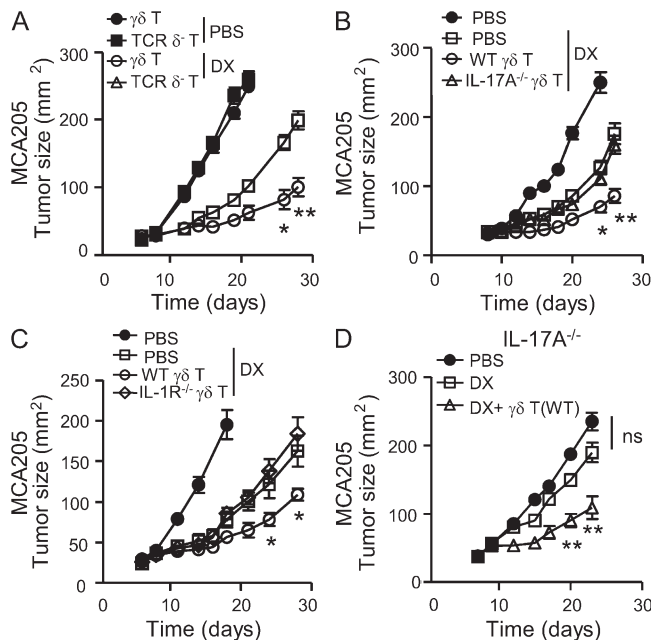 A
γδ T
TCR δ⁻ T
PBS
γδ T
TCR δ⁻ T
DX
MCA205
Tumor size (mm²)
300
200
100
0
**
*
0 10 20 30
Time (days)
B
PBS
PBS
WT γδ T
IL-17A⁻/⁻ γδ T
DX
MCA205
Tumor size (mm²)
300
200
100
0
* **
0 10 20 30
Time (days)
C
PBS
PBS
WT γδ T
IL-1R⁻/⁻ γδ T
DX
MCA205
Tumor size (mm²)
250
200
150
100
50
0
* *
0 10 20 30
Time (days)
D
IL-17A⁻/⁻
PBS
DX
DX+ γδ T(WT)
ns
MCA205
Tumor size (mm²)
300
200
100
0
**
**
0 10 20 30
Time (days)